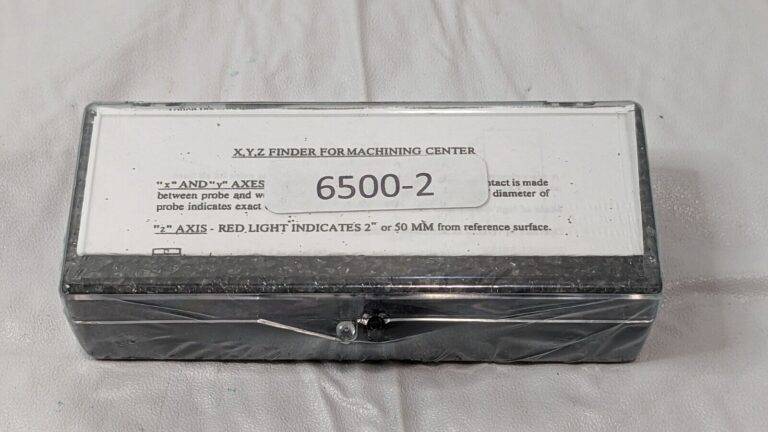 X,Y,Z FINDER FOR MACHINING CENTER
"x" AND "y" AXES
6500-2
ntact is made
between probe and w
diameter of
probe indicates exact
"z" AXIS - RED LIGHT INDICATES 2" or 50 MM from reference surface.